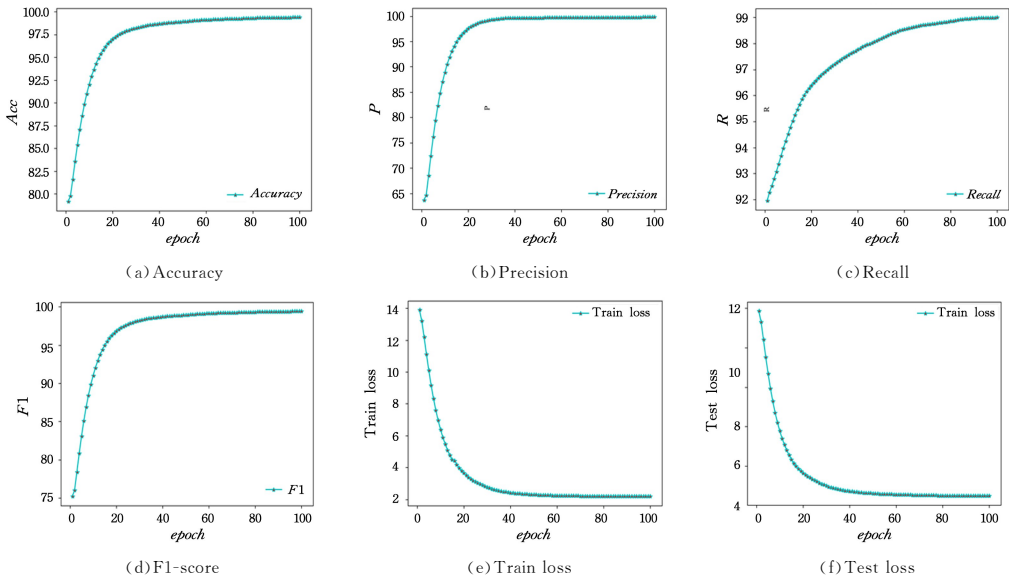 100.0
97.5
95.0
92.5
90.0
87.5
85.0
82.5
80.0
Acc
Accuracy
0 20 40 60 80 100
epoch
(a)Accuracy
100
95
90
85
80
75
70
65
P
P
Precision
0 20 40 60 80 100
epoch
(b)Precision
99
98
97
96
95
94
93
92
R
R
Recall
0 20 40 60 80 100
epoch
(c)Recall
100
95
90
85
80
75
F1
F1
0 20 40 60 80 100
epoch
(d)F1-score
14
12
10
8
6
4
2
Train loss
Train loss
0 20 40 60 80 100
epoch
(e)Train loss
12
10
8
6
4
Test loss
Train loss
0 20 40 60 80 100
epoch
(f)Test loss